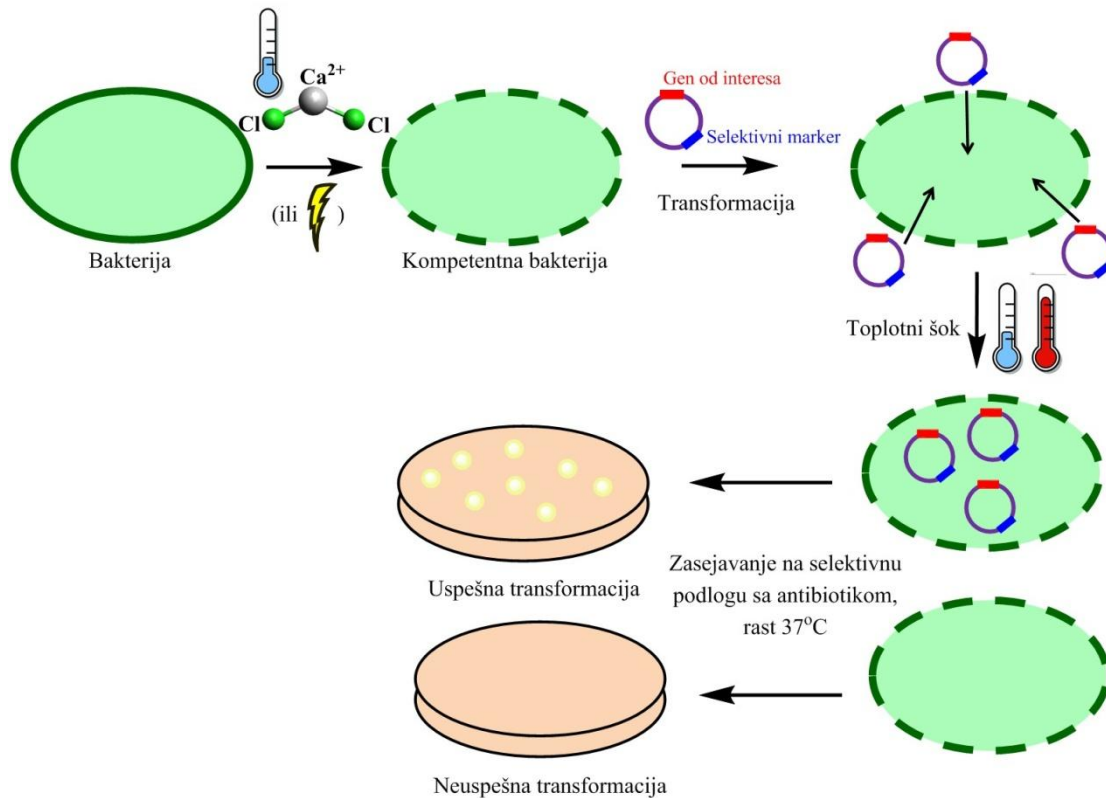 Ca²⁺
Cl
Cl
(ili )
Bakterija
Kompetentna bakterija
Gen od interesa
Selektivni marker
Transformacija
Toplotni šok
Uspešna transformacija
Zasejavanje na selektivnu
podlogu sa antibiotikom,
rast 37°C
Neuspešna transformacija